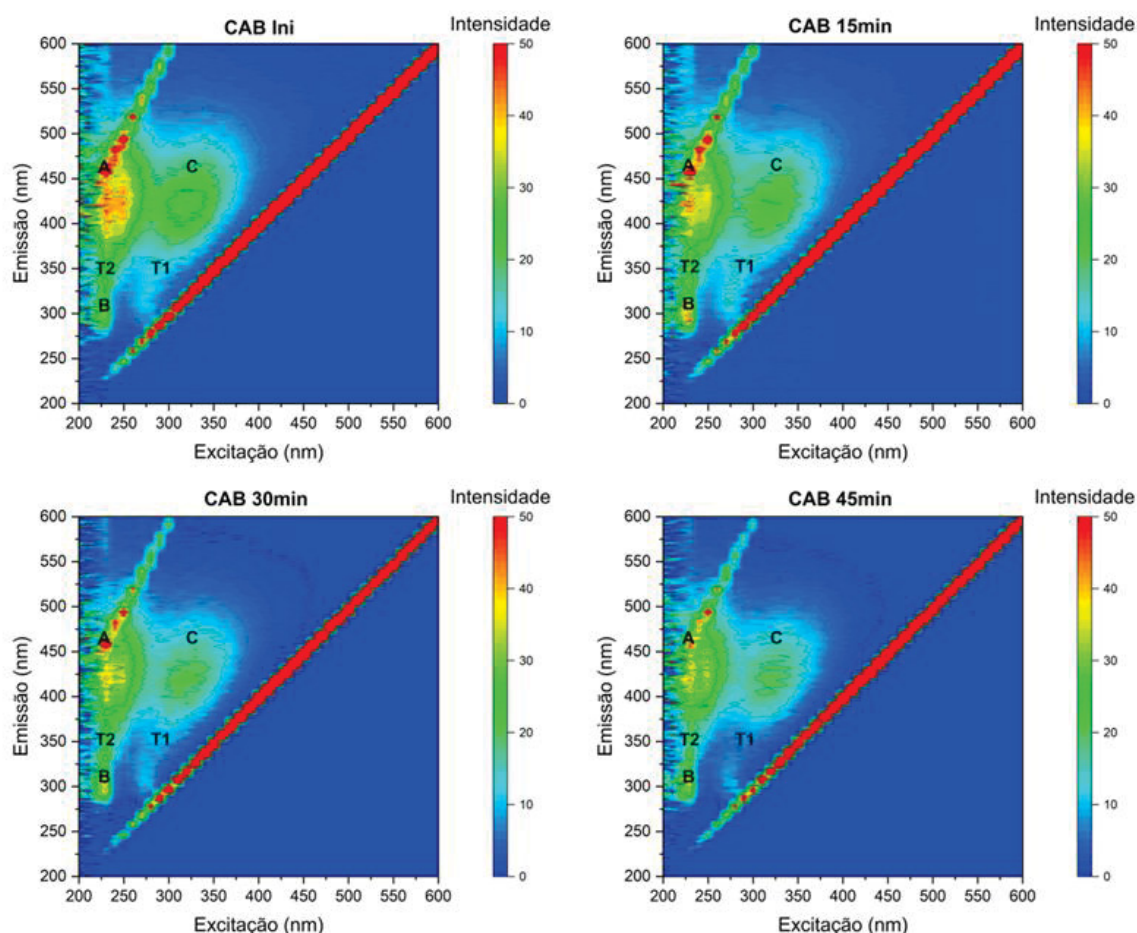 CAB Ini
Intensidade
Emissão (nm)
600
550
500
450
400
350
300
250
200
A
C
T2
T1
B
50
40
30
20
10
0
200 250 300 350 400 450 500 550 600
Excitação (nm)
CAB 15min
Intensidade
Emissão (nm)
600
550
500
450
400
350
300
250
200
A
C
T2
T1
B
50
40
30
20
10
0
200 250 300 350 400 450 500 550 600
Excitação (nm)
CAB 30min
Intensidade
Emissão (nm)
600
550
500
450
400
350
300
250
200
A
C
T2
T1
B
50
40
30
20
10
0
200 250 300 350 400 450 500 550 600
Excitação (nm)
CAB 45min
Intensidade
Emissão (nm)
600
550
500
450
400
350
300
250
200
A
C
T2
T1
B
50
40
30
20
10
0
200 250 300 350 400 450 500 550 600
Excitação (nm)